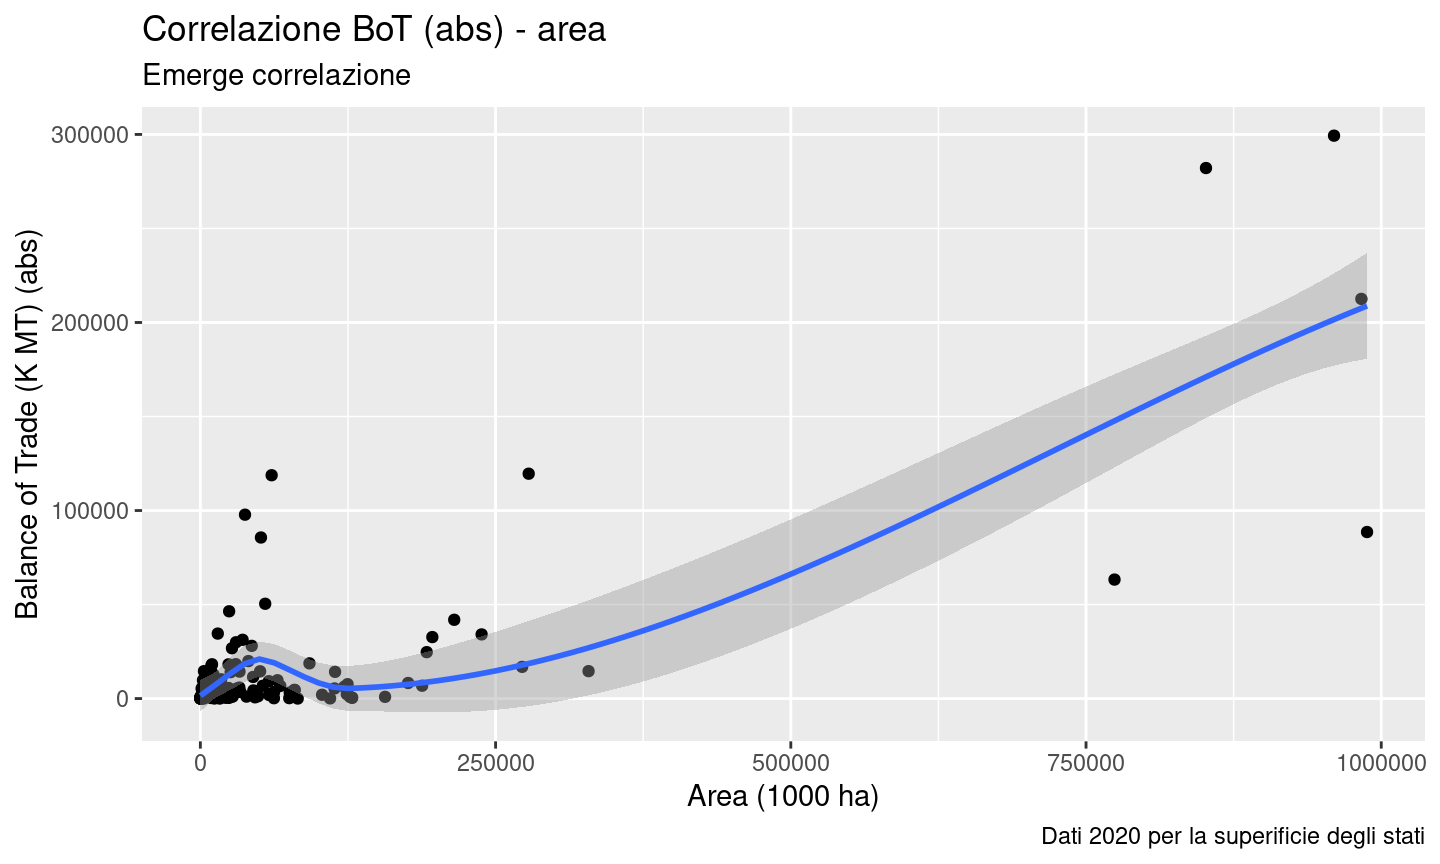 Correlazione BoT (abs) - area
Emerge correlazione
Balance of Trade (K MT) (abs)
300000
200000
100000
0
0 250000 500000 750000 1000000
Area (1000 ha)
Dati 2020 per la superificie degli stati